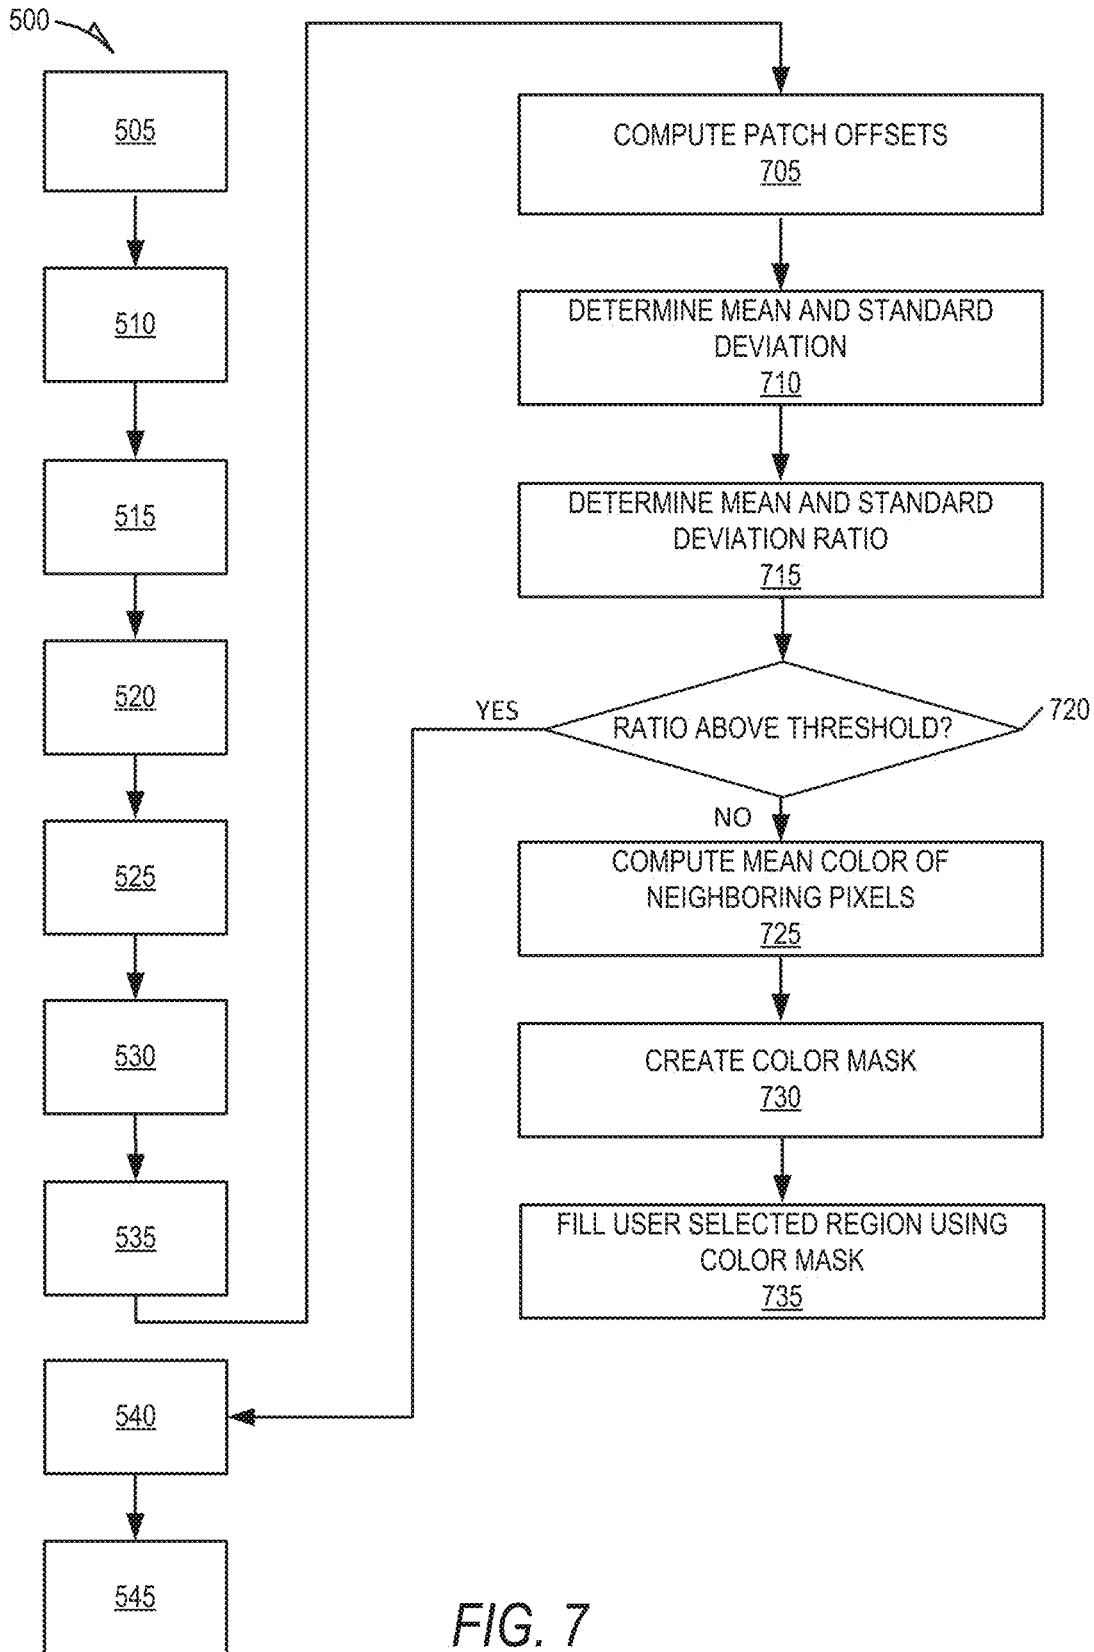 500
505
510
515
520
525
530
535
540
545
COMPUTE PATCH OFFSETS
705
DETERMINE MEAN AND STANDARD
DEVIATION
710
DETERMINE MEAN AND STANDARD
DEVIATION RATIO
715
YES
RATIO ABOVE THRESHOLD?
720
NO
COMPUTE MEAN COLOR OF
NEIGHBORING PIXELS
725
CREATE COLOR MASK
730
FILL USER SELECTED REGION USING
COLOR MASK
735
FIG. 7